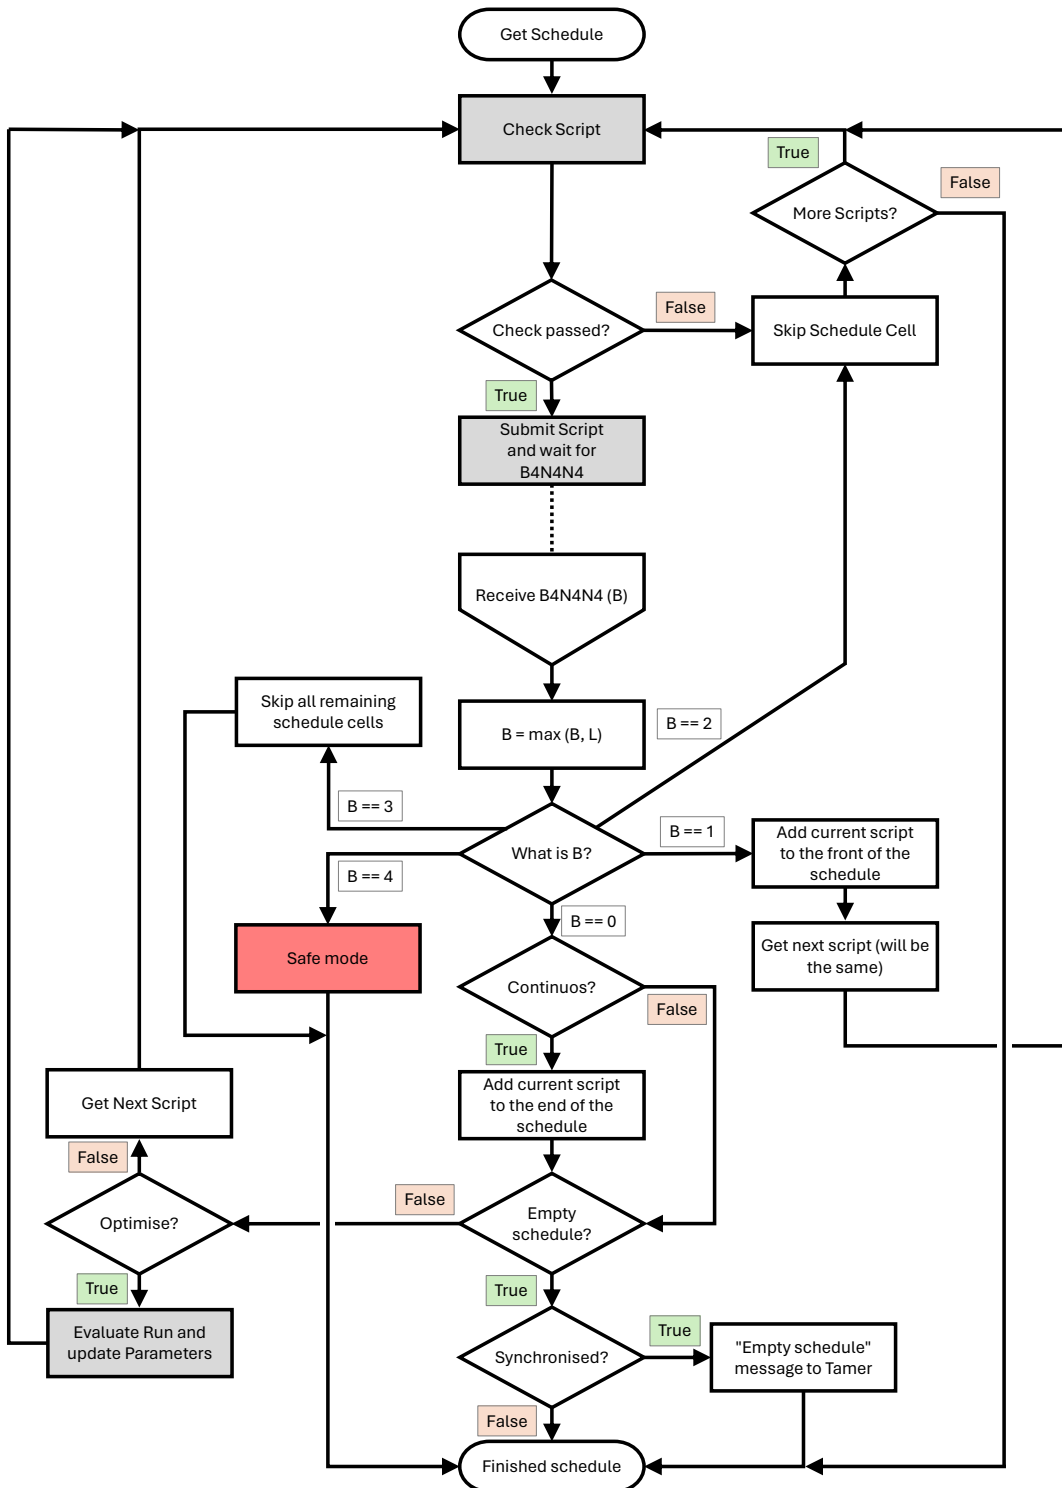 Get Schedule
Check Script
True
False
More Scripts?
False
Check passed?
Skip Schedule Cell
True
Submit Script
and wait for
B4N4N4
Receive B4N4N4 (B)
Skip all remaining
schedule cells
B = max (B, L)
B == 2
B == 3
B == 1
Add current script
to the front of the
schedule
What is B?
B == 4
B == 0
Safe mode
Get next script (will be
the same)
Continuos?
False
True
Add current script
to the end of the
schedule
Get Next Script
False
False
Optimise?
Empty
schedule?
True
True
Evaluate Run and
update Parameters
True
Synchronised?
"Empty schedule"
message to Tamer
False
Finished schedule